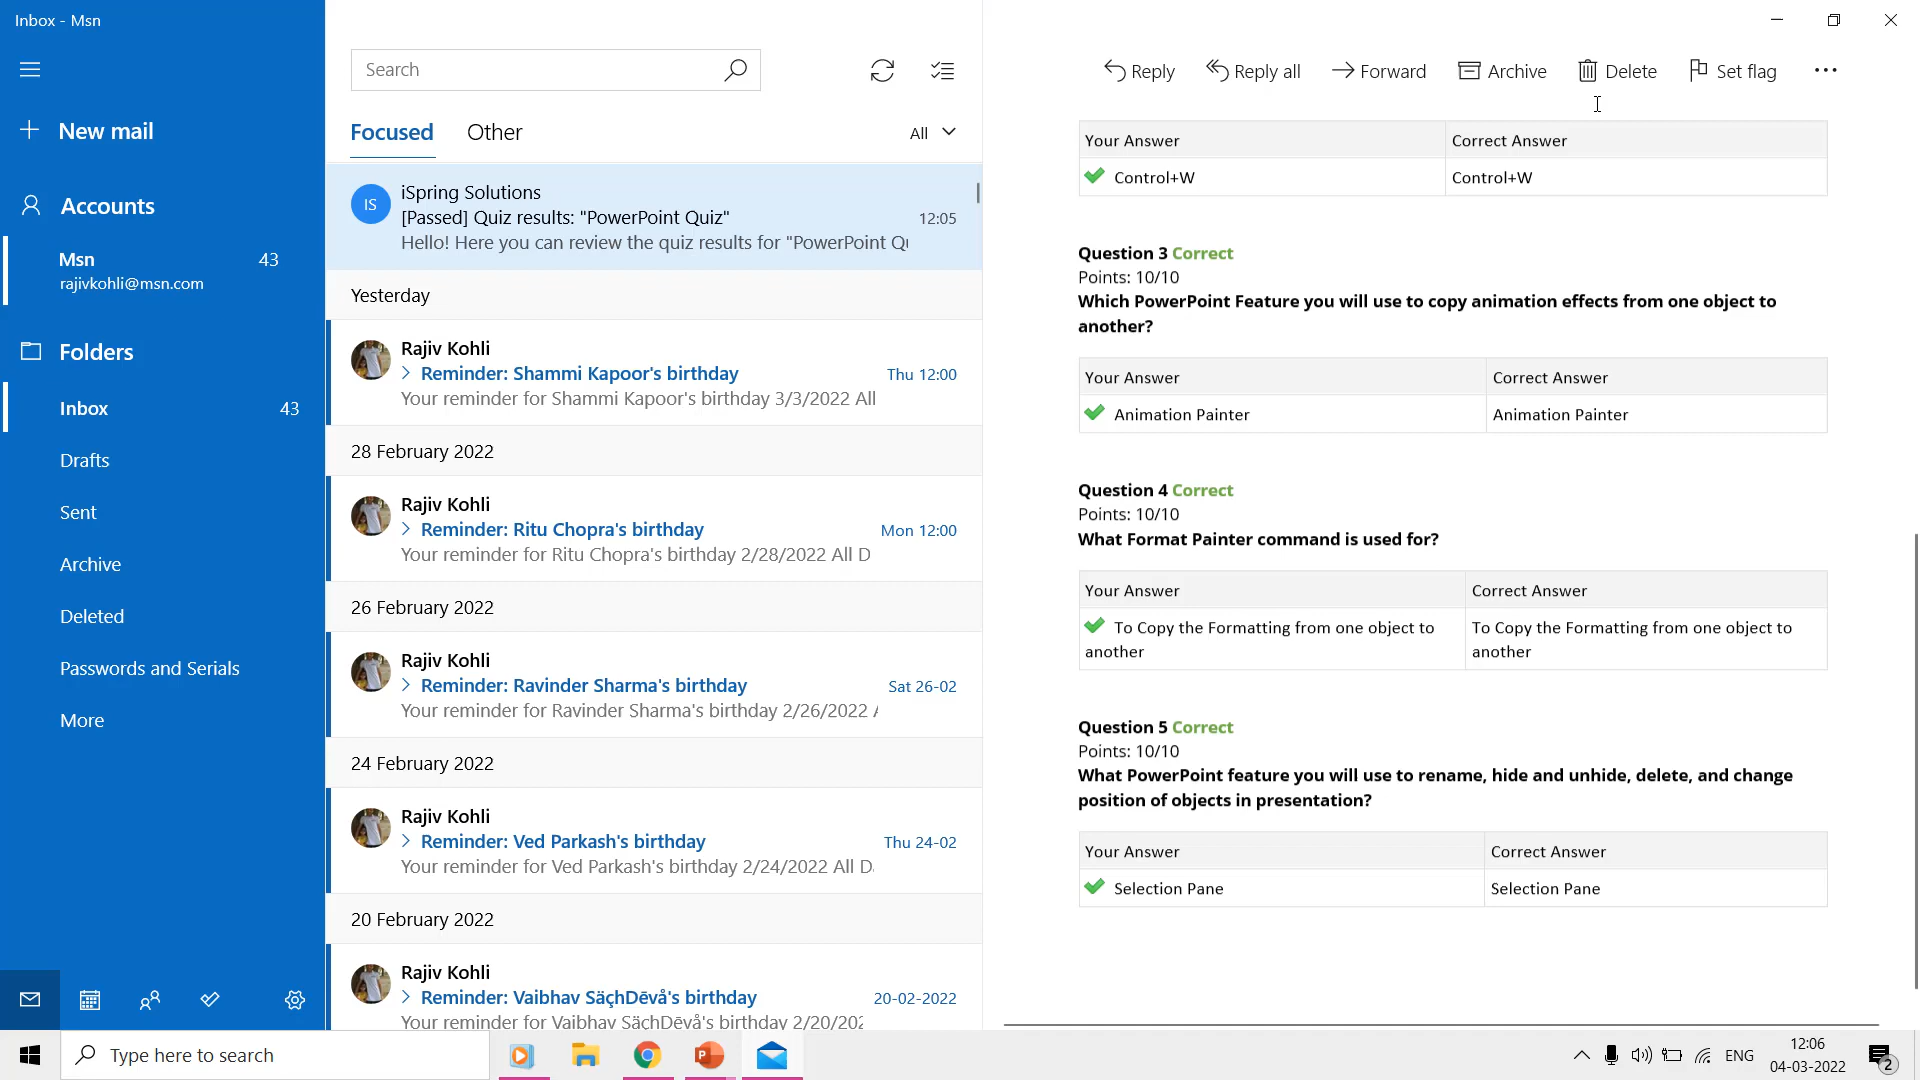 Inbox - Msn
New mail
Accounts
Msn 43
rajivkohli@msn.com
Folders
Inbox 43
Drafts
Sent
Archive
Deleted
Passwords and Serials
More
Search
Focused Other All
IS
iSpring Solutions
[Passed] Quiz results: "PowerPoint Quiz" 12:05
Hello! Here you can review the quiz results for "PowerPoint Qu
Yesterday
Rajiv Kohli
Reminder: Shammi Kapoor's birthday Thu 12:00
Your reminder for Shammi Kapoor's birthday 3/3/2022 All
28 February 2022
Rajiv Kohli
Reminder: Ritu Chopra's birthday Mon 12:00
Your reminder for Ritu Chopra's birthday 2/28/2022 All D
26 February 2022
Rajiv Kohli
Reminder: Ravinder Sharma's birthday Sat 26-02
Your reminder for Ravinder Sharma's birthday 2/26/2022 A
24 February 2022
Rajiv Kohli
Reminder: Ved Parkash's birthday Thu 24-02
Your reminder for Ved Parkash's birthday 2/24/2022 All D
20 February 2022
Rajiv Kohli
Reminder: Vaibhav SäçhDēvå's birthday 20-02-2022
Your reminder for Vaibhav SäçhDēvå's birthday 2/20/202
Reply Reply all Forward Archive Delete Set flag
Your Answer Correct Answer
Control+W Control+W
Question 3 Correct
Points: 10/10
Which PowerPoint Feature you will use to copy animation effects from one object to
another?
Your Answer Correct Answer
Animation Painter Animation Painter
Question 4 Correct
Points: 10/10
What Format Painter command is used for?
Your Answer Correct Answer
To Copy the Formatting from one object to To Copy the Formatting from one object to
another another
Question 5 Correct
Points: 10/10
What PowerPoint feature you will use to rename, hide and unhide, delete, and change
position of objects in presentation?
Your Answer Correct Answer
Selection Pane Selection Pane
Type here to search
P
ENG
12:06
04-03-2022
2